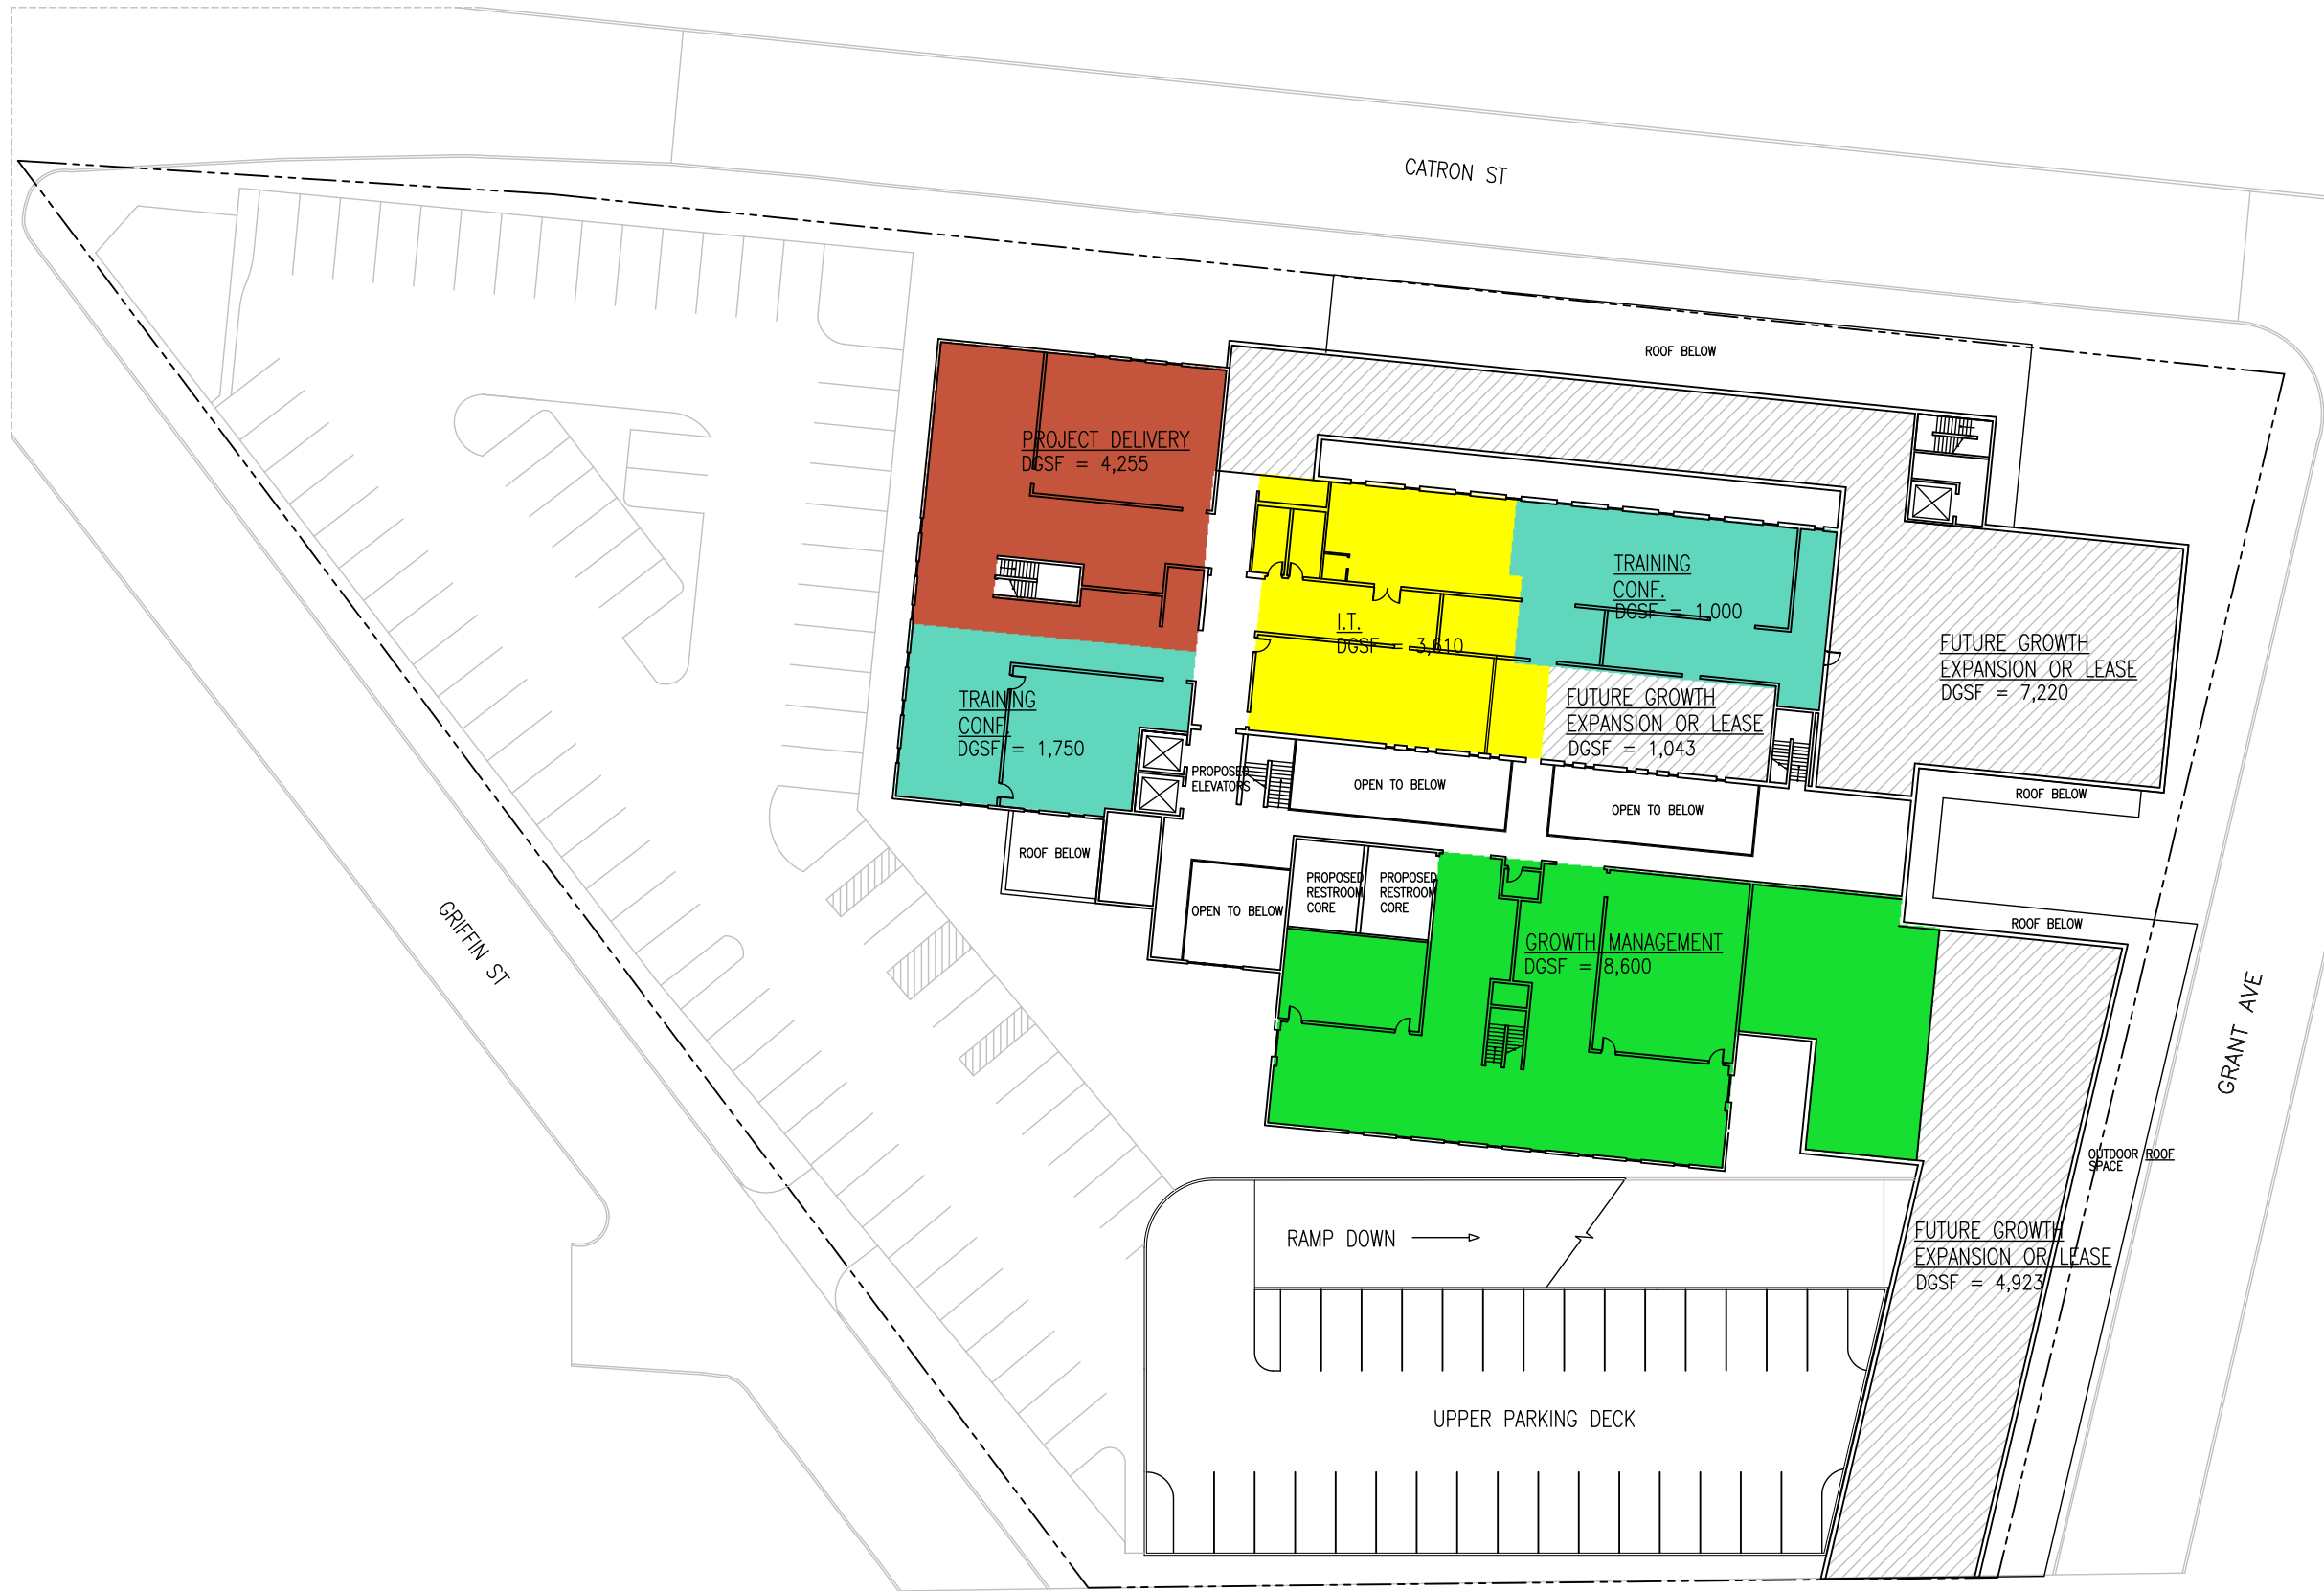 CATRON ST
ROOF BELOW
PROJECT DELIVERY
DGSF = 4,255
TRAINING
CONF.
DGSF = 1,000
I.T.
DGSF = 3,610
FUTURE GROWTH
EXPANSION OR LEASE
DGSF = 7,220
TRAINING
CONF.
DGSF = 1,750
FUTURE GROWTH
EXPANSION OR LEASE
DGSF = 1,043
PROPOSED
ELEVATORS
OPEN TO BELOW
OPEN TO BELOW
ROOF BELOW
ROOF BELOW
PROPOSED
RESTROOM
CORE
PROPOSED
RESTROOM
CORE
OPEN TO BELOW
ROOF BELOW
GROWTH MANAGEMENT
DGSF = 8,600
GRIFFIN ST
GRANT AVE
OUTDOOR ROOF
SPACE
RAMP DOWN
FUTURE GROWTH
EXPANSION OR LEASE
DGSF = 4,923
UPPER PARKING DECK